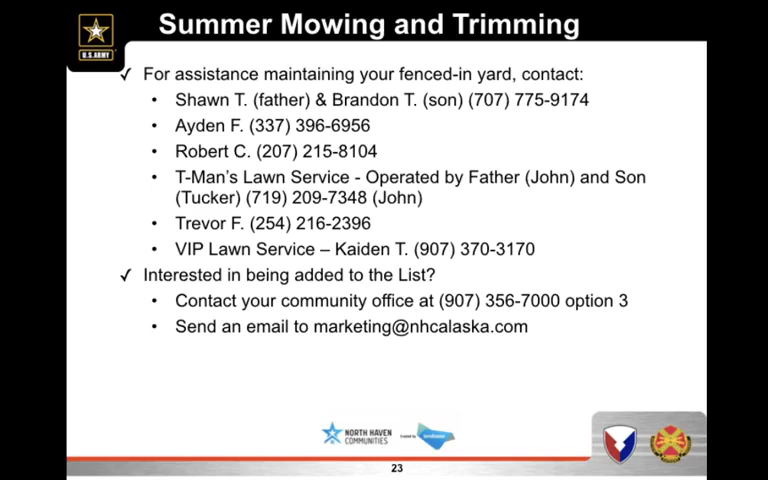 Summer Mowing and Trimming
U.S.ARMY
✓ For assistance maintaining your fenced-in yard, contact:
• Shawn T. (father) & Brandon T. (son) (707) 775-9174
• Ayden F. (337) 396-6956
• Robert C. (207) 215-8104
• T-Man's Lawn Service - Operated by Father (John) and Son
(Tucker) (719) 209-7348 (John)
• Trevor F. (254) 216-2396
• VIP Lawn Service – Kaiden T. (907) 370-3170
✓ Interested in being added to the List?
• Contact your community office at (907) 356-7000 option 3
• Send an email to marketing@nhcalaska.com
NORTH HAVEN
COMMUNITIES
23